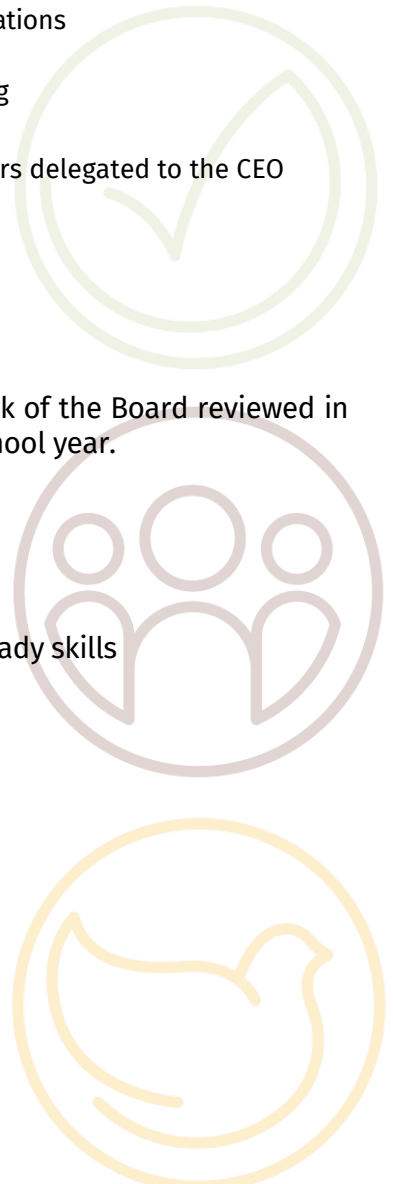 ations
g
rs delegated to the CEO
k of the Board reviewed in
hool year.
ady skills